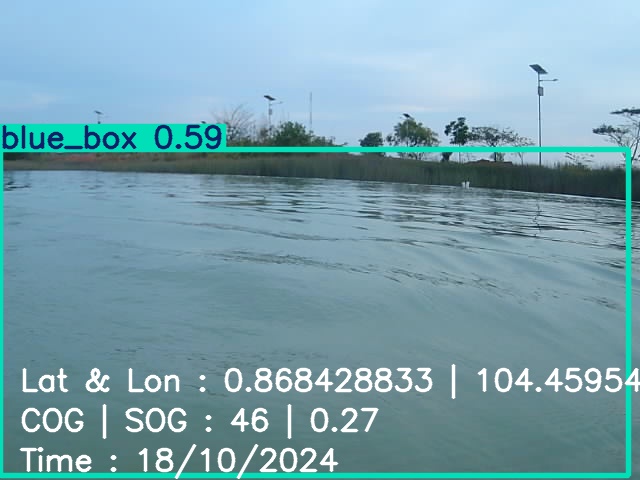 blue_box 0.59
Lat & Lon : 0.868428833 | 104.45954
COG | SOG : 46 | 0.27
Time : 18/10/2024